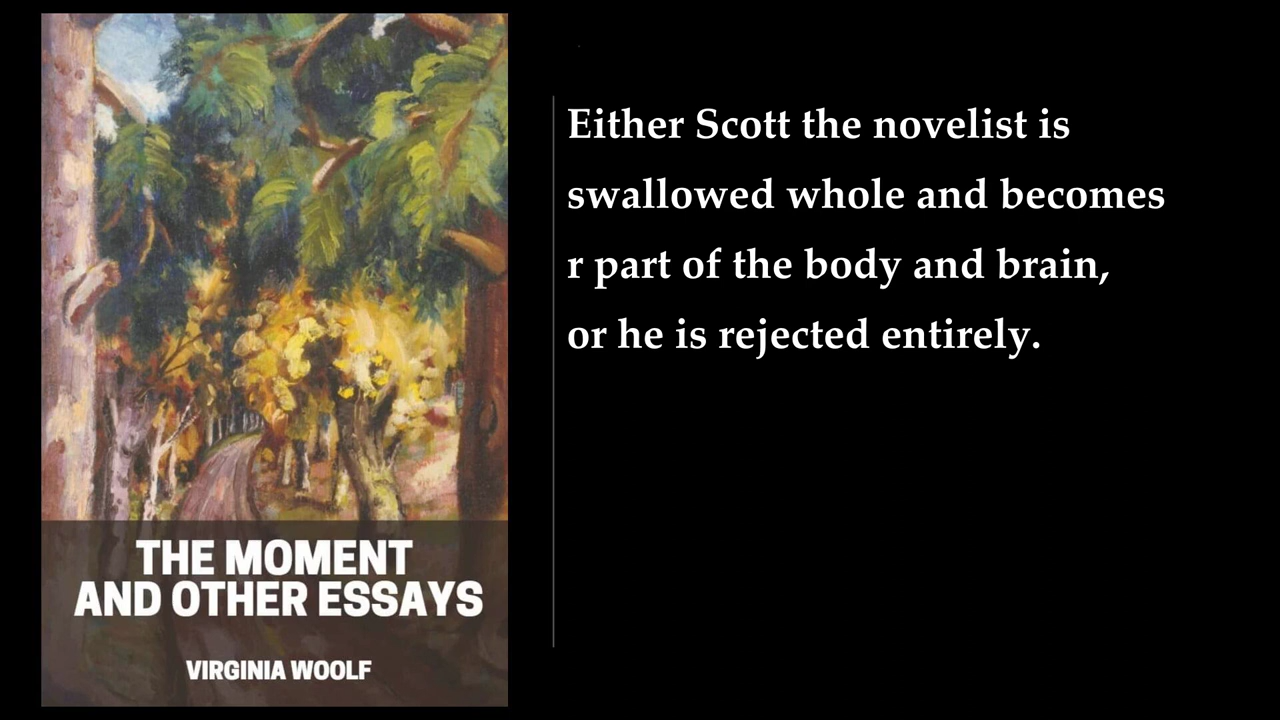 THE MOMENT
AND OTHER ESSAYS
VIRGINIA WOOLF
Either Scott the novelist is
swallowed whole and becomes
r part of the body and brain,
or he is rejected entirely.